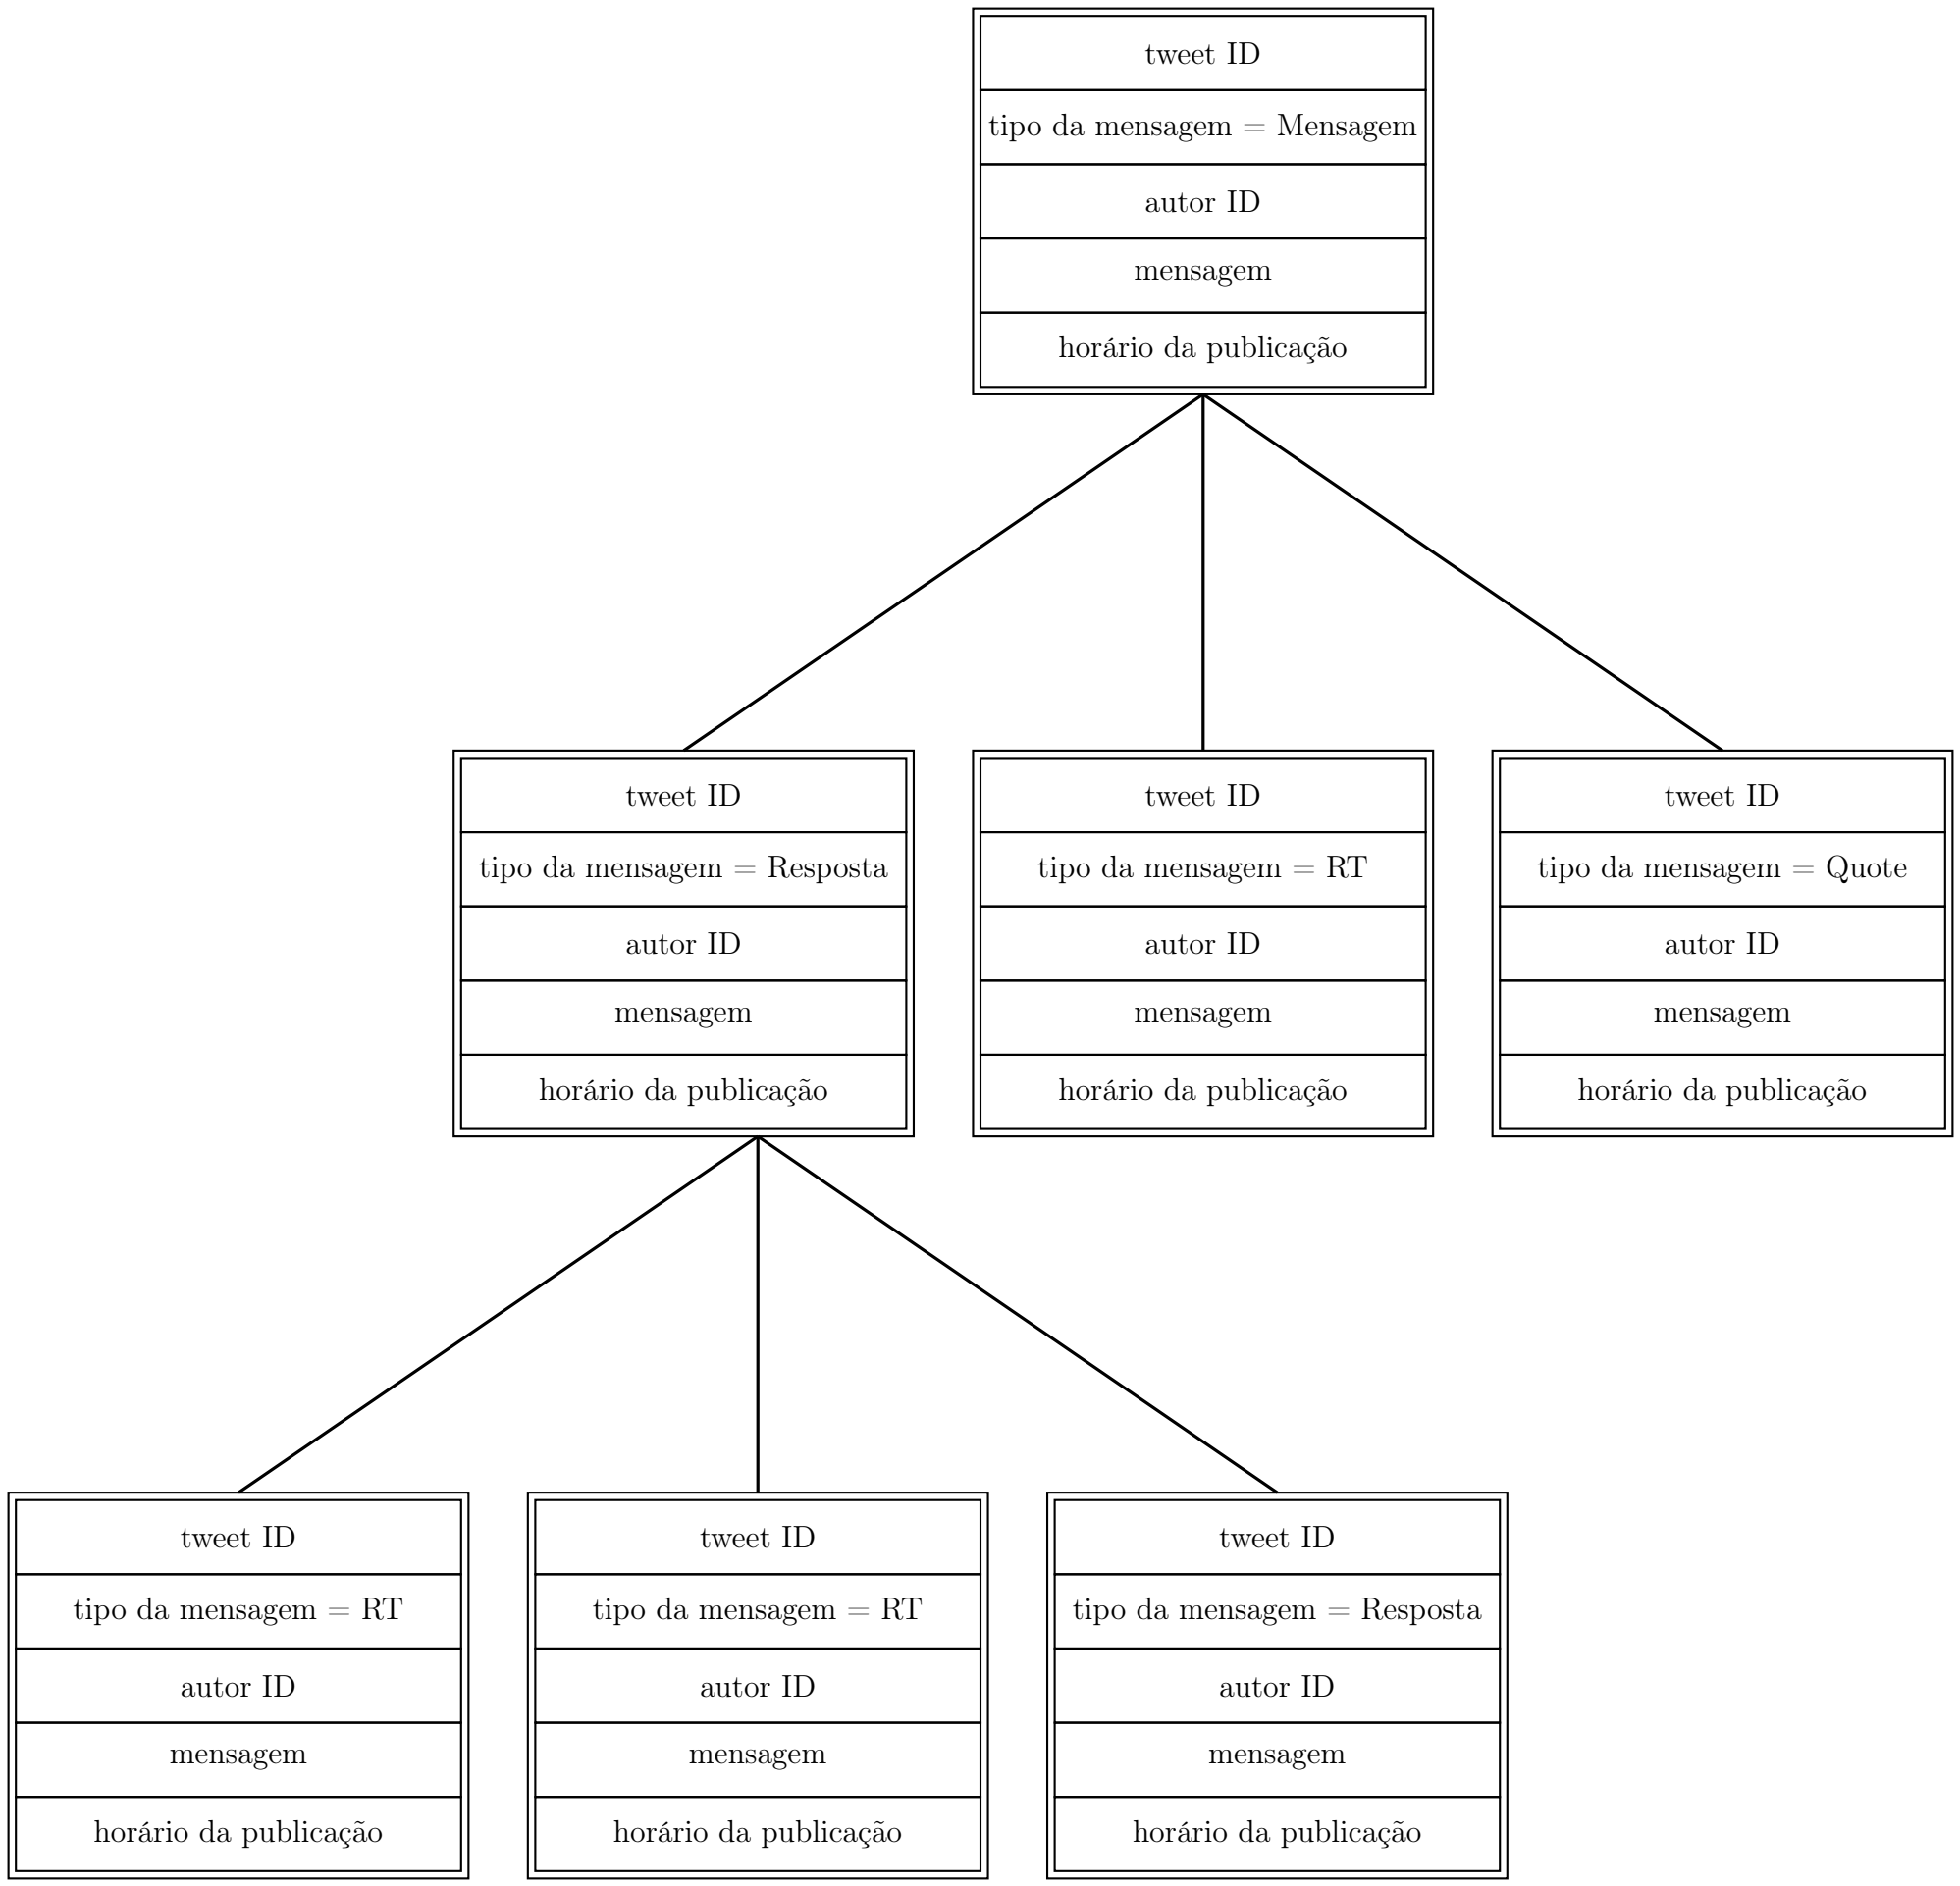 tweet ID
tipo da mensagem = Mensagem
autor ID
mensagem
horário da publicação
tweet ID
tipo da mensagem = Resposta
autor ID
mensagem
horário da publicação
tweet ID
tipo da mensagem = RT
autor ID
mensagem
horário da publicação
tweet ID
tipo da mensagem = Quote
autor ID
mensagem
horário da publicação
tweet ID
tipo da mensagem = RT
autor ID
mensagem
horário da publicação
tweet ID
tipo da mensagem = RT
autor ID
mensagem
horário da publicação
tweet ID
tipo da mensagem = Resposta
autor ID
mensagem
horário da publicação